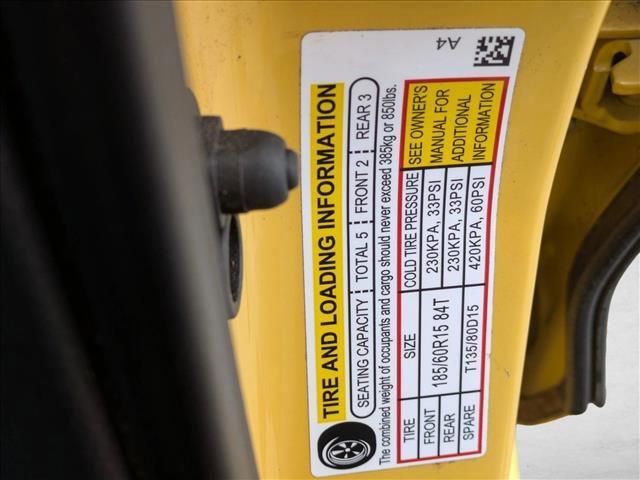 TIRE AND LOADING INFORMATION
SEATING CAPACITY TOTAL 5 FRONT 2 REAR 3
The combined weight of occupants and cargo should never exceed 385kg or 850lbs.
TIRE SIZE COLD TIRE PRESSURE SEE OWNER'S
FRONT 185/60R15 84T 230KPA, 33PSI MANUAL FOR
REAR 230KPA, 33PSI ADDITIONAL
SPARE T135/80D15 420KPA, 60PSI INFORMATION
A4